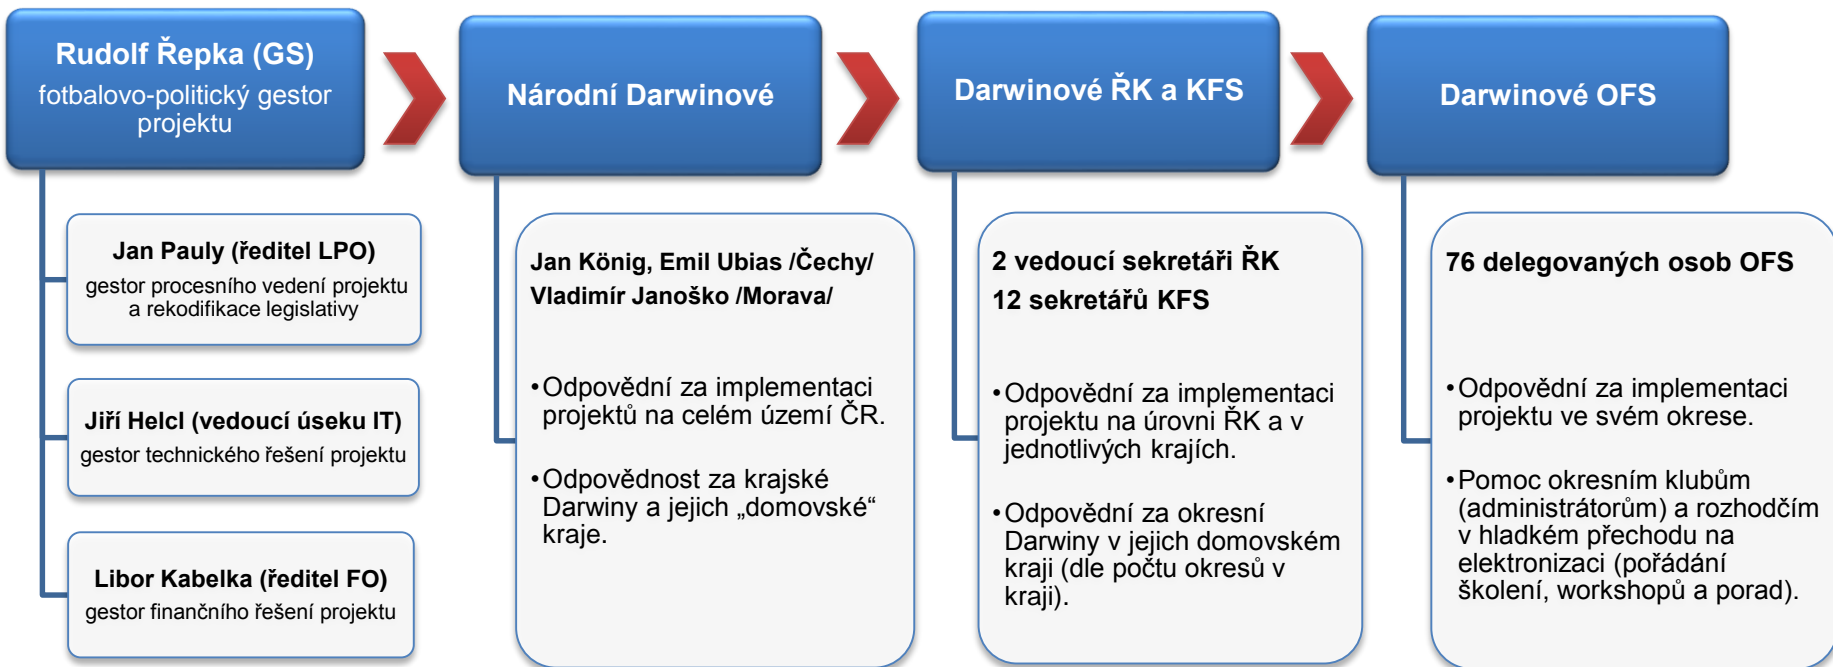 Rudolf Řepka (GS)
fotbalovo-politický gestor
projektu
Jan Pauly (ředitel LPO)
gestor procesního vedení projektu
a rekodifikace legislativy
Jiří Helcl (vedoucí úseku IT)
gestor technického řešení projektu
Libor Kabelka (ředitel FO)
gestor finančního řešení projektu
Národní Darwinové
Jan König, Emil Ubias /Čechy/
Vladimír Janoško /Morava/
•Odpovědní za implementaci
projektů na celém území ČR.
•Odpovědnost za krajské
Darwiny a jejich „domovské“
kraje.
Darwinové ŘK a KFS
2 vedoucí sekretáři ŘK
12 sekretářů KFS
•Odpovědní za implementaci
projektu na úrovni ŘK a v
jednotlivých krajích.
•Odpovědní za okresní
Darwiny v jejich domovském
kraji (dle počtu okresů v
kraji).
Darwinové OFS
76 delegovaných osob OFS
•Odpovědní za implementaci
projektu ve svém okrese.
•Pomoc okresním klubům
(administrátorům) a rozhodčím
v hladkém přechodu na
elektronizaci (pořádání
školení, workshopů a porad).